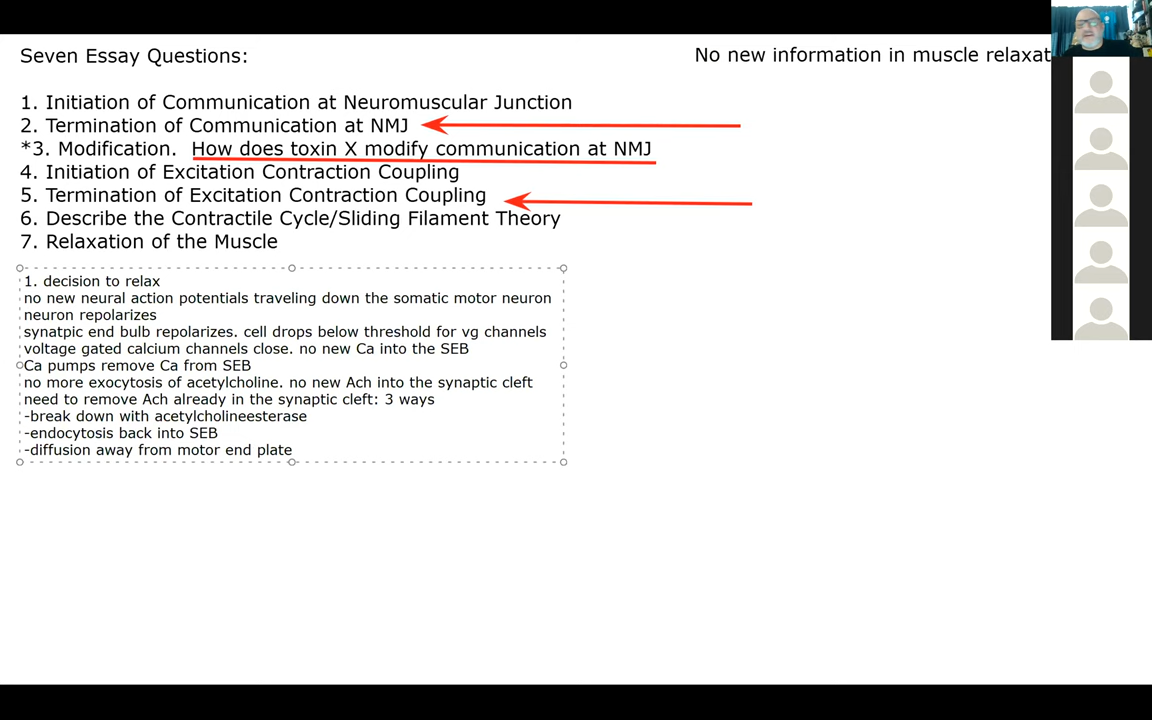 Seven Essay Questions:
No new information in muscle relaxat
1. Initiation of Communication at Neuromuscular Junction
2. Termination of Communication at NMJ
*3. Modification.  How does toxin X modify communication at NMJ
4. Initiation of Excitation Contraction Coupling
5. Termination of Excitation Contraction Coupling
6. Describe the Contractile Cycle/Sliding Filament Theory
7. Relaxation of the Muscle
1. decision to relax
no new neural action potentials traveling down the somatic motor neuron
neuron repolarizes
synatpic end bulb repolarizes. cell drops below threshold for vg channels
voltage gated calcium channels close. no new Ca into the SEB
Ca pumps remove Ca from SEB
no more exocytosis of acetylcholine. no new Ach into the synaptic cleft
need to remove Ach already in the synaptic cleft: 3 ways
-break down with acetylcholineesterase
-endocytosis back into SEB
-diffusion away from motor end plate